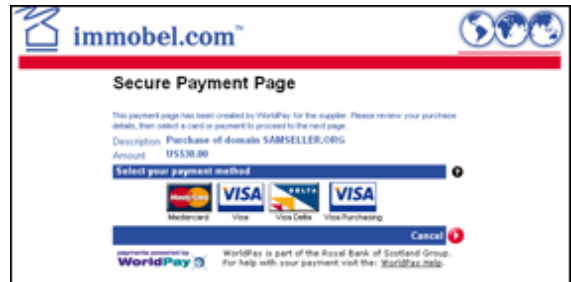 immobel.com™
Secure Payment Page
This payment page has been created by WorldPay for the supplier. Please review your purchase
details, then select a card or payment to proceed to the next page.
Description Purchase of domain SAMSELLER.ORG
Amount US$30.00
Select your payment method ?
MasterCard VISA DELTA VISA
Mastercard Visa Visa Delta Visa Purchasing
Cancel
payments powered by
WorldPay
WorldPay is part of the Royal Bank of Scotland Group.
For help with your payment visit the: WorldPay Help.